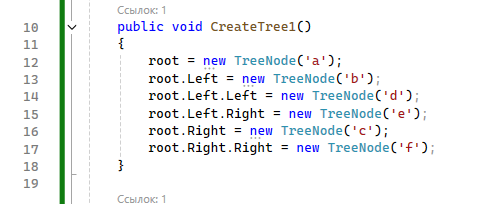 Ссылок: 1
10 public void CreateTree1()
11 {
12 root = new TreeNode('a');
13 root.Left = new TreeNode('b');
14 root.Left.Left = new TreeNode('d');
15 root.Left.Right = new TreeNode('e');
16 root.Right = new TreeNode('c');
17 root.Right.Right = new TreeNode('f');
18 }
19
Ссылок: 1